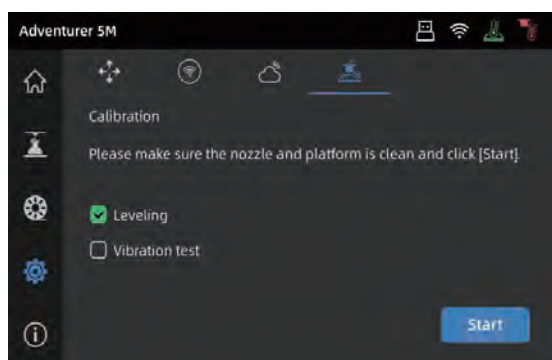 Adventurer 5M
Calibration
Please make sure the nozzle and platform is clean and click [Start].
Leveling
Vibration test
Start